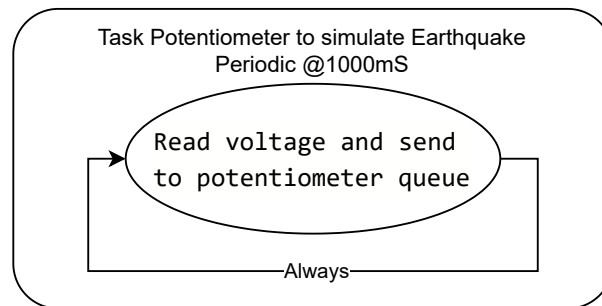 Task Potentiometer to simulate Earthquake
Periodic @1000mS
Read voltage and send
to potentiometer queue
Always